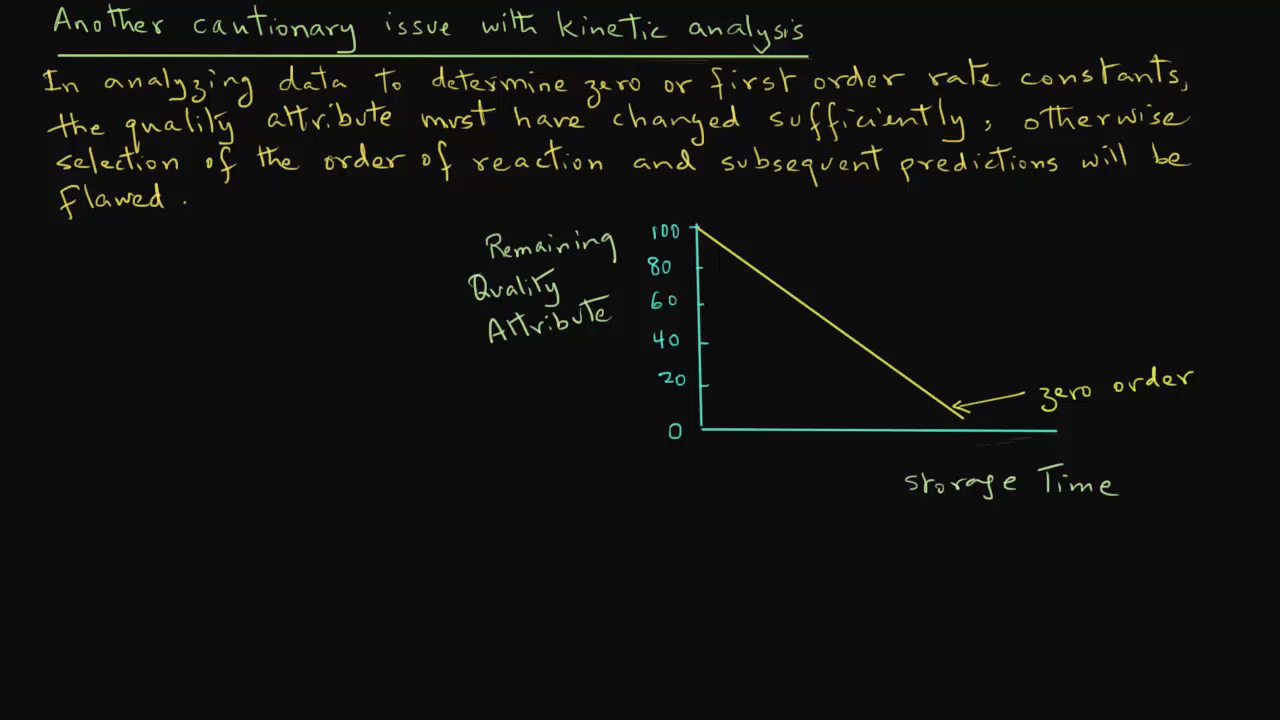 Another cautionary issue with kinetic analysis
In analyzing data to determine zero or first order rate constants,
the quality attribute must have changed sufficiently, otherwise
selection of the order of reaction and subsequent predictions will be
flawed.
Remaining
Quality
Attribute
100
80
60
40
20
0
zero order
Storage Time